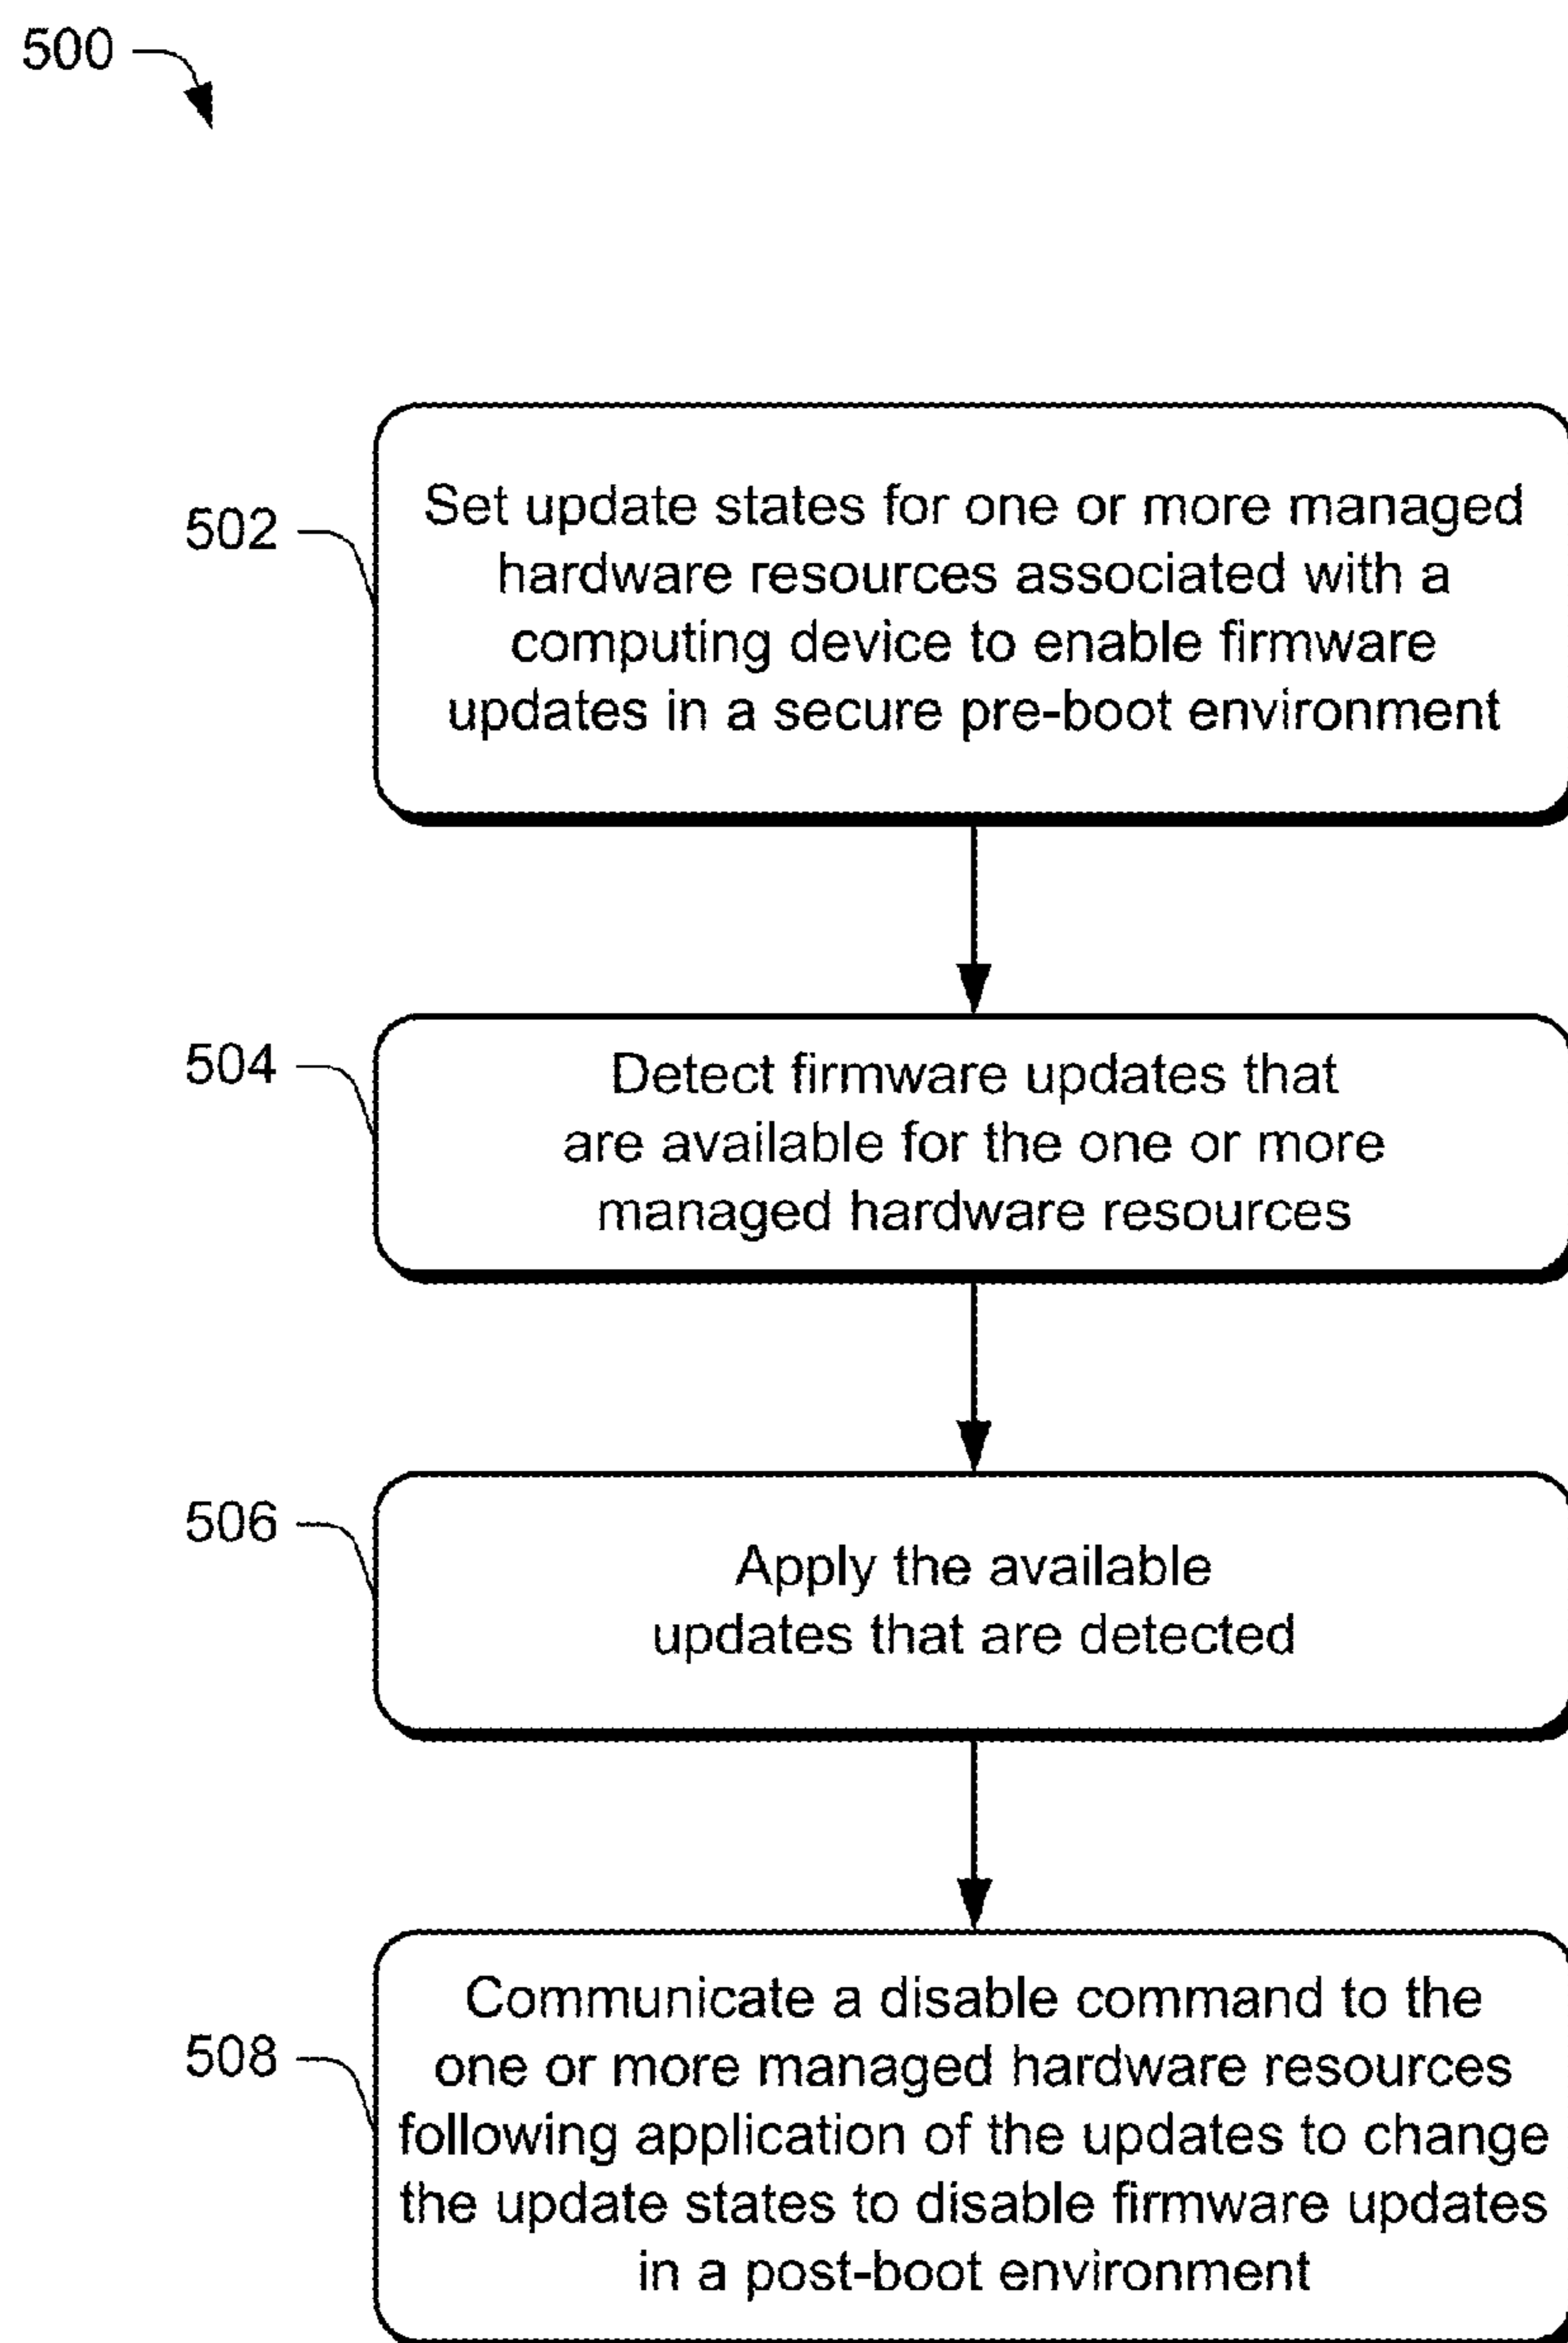 500
502
Set update states for one or more managed
hardware resources associated with a
computing device to enable firmware
updates in a secure pre-boot environment
504
Detect firmware updates that
are available for the one or more
managed hardware resources
506
Apply the available
updates that are detected
508
Communicate a disable command to the
one or more managed hardware resources
following application of the updates to change
the update states to disable firmware updates
in a post-boot environment